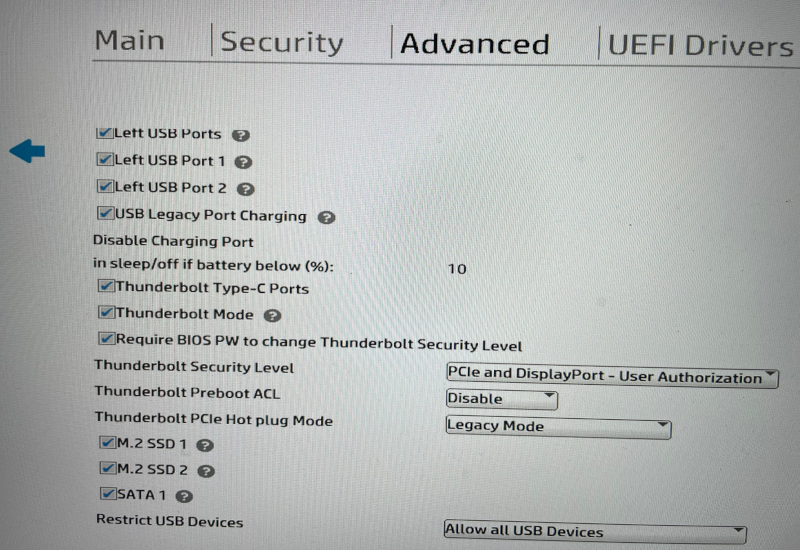 Main
Security
Advanced
UEFI Drivers
Left USB Ports ?
Left USB Port 1 ?
Left USB Port 2 ?
USB Legacy Port Charging ?
Disable Charging Port
in sleep/off if battery below (%): 10
Thunderbolt Type-C Ports
Thunderbolt Mode ?
Require BIOS PW to change Thunderbolt Security Level
Thunderbolt Security Level PCIe and DisplayPort - User Authorization
Thunderbolt Preboot ACL Disable
Thunderbolt PCIe Hot plug Mode Legacy Mode
M.2 SSD 1 ?
M.2 SSD 2 ?
SATA 1 ?
Restrict USB Devices Allow all USB Devices